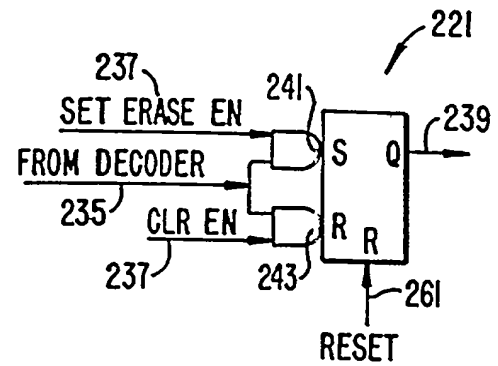 221
237
241
SET ERASE EN
239
S
Q
FROM DECODER
235
CLR EN
R
R
237
243
261
RESET